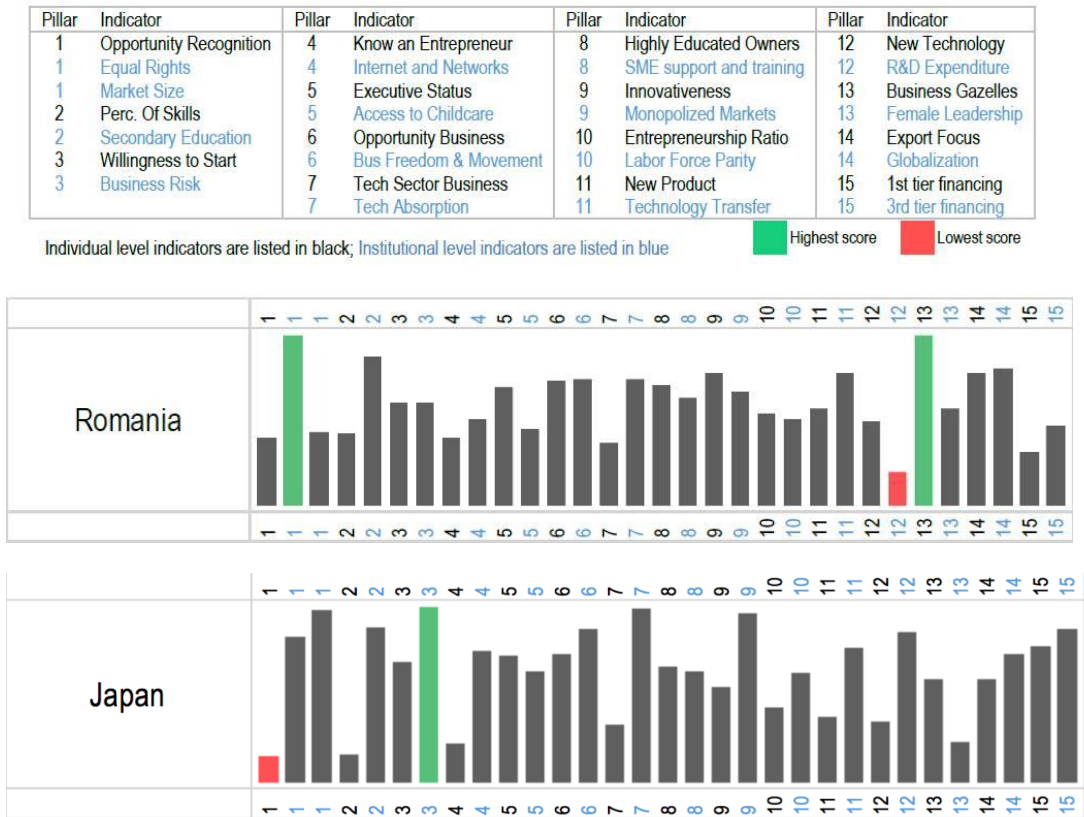 Pillar Indicator Pillar Indicator Pillar Indicator Pillar Indicator
1 Opportunity Recognition 4 Know an Entrepreneur 8 Highly Educated Owners 12 New Technology
1 Equal Rights 4 Internet and Networks 8 SME support and training 12 R&D Expenditure
1 Market Size 5 Executive Status 9 Innovativeness 13 Business Gazelles
2 Perc. Of Skills 5 Access to Childcare 9 Monopolized Markets 13 Female Leadership
2 Secondary Education 6 Opportunity Business 10 Entrepreneurship Ratio 14 Export Focus
3 Willingness to Start 6 Bus Freedom & Movement 10 Labor Force Parity 14 Globalization
3 Business Risk 7 Tech Sector Business 11 New Product 15 1st tier financing
7 Tech Absorption 11 Technology Transfer 15 3rd tier financing
Individual level indicators are listed in black; Institutional level indicators are listed in blue Highest score Lowest score
1 1 1 2 2 3 3 4 4 5 5 6 6 7 7 8 8 9 9 10 10 11 11 12 12 13 13 14 14 15 15
Romania
1 1 1 2 2 3 3 4 4 5 5 6 6 7 7 8 8 9 9 10 10 11 11 12 12 13 13 14 14 15 15
1 1 1 2 2 3 3 4 4 5 5 6 6 7 7 8 8 9 9 10 10 11 11 12 12 13 13 14 14 15 15
Japan
1 1 1 2 2 3 3 4 4 5 5 6 6 7 7 8 8 9 9 10 10 11 11 12 12 13 13 14 14 15 15